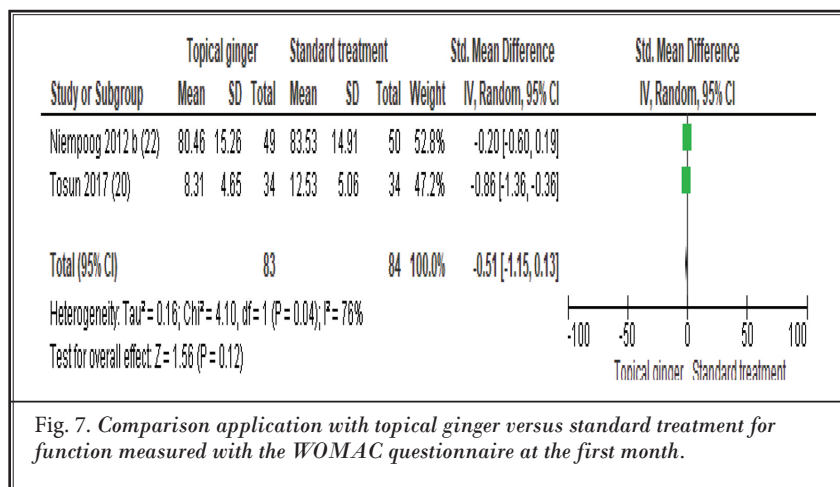 Topical ginger Standard treatment Std. Mean Difference Std. Mean Difference
Study or Subgroup Mean SD Total Mean SD Total Weight IV, Random, 95% CI IV, Random, 95% CI
Niempoog 2012 b (22) 80.46 15.26 49 83.53 14.91 50 52.8% -0.20 [-0.60, 0.19]
Tosun 2017 (20) 8.31 4.65 34 12.53 5.06 34 47.2% -0.86 [-1.36, -0.36]
Total (95% CI) 83 84 100.0% -0.51 [-1.15, 0.13]
Heterogeneity: Tau² = 0.16; Chi² = 4.10, df = 1 (P = 0.04); I² = 76%
Test for overall effect: Z = 1.56 (P = 0.12)
-100 -50 0 50 100
Topical ginger Standard treatment
Fig. 7. Comparison application with topical ginger versus standard treatment for
function measured with the WOMAC questionnaire at the first month.